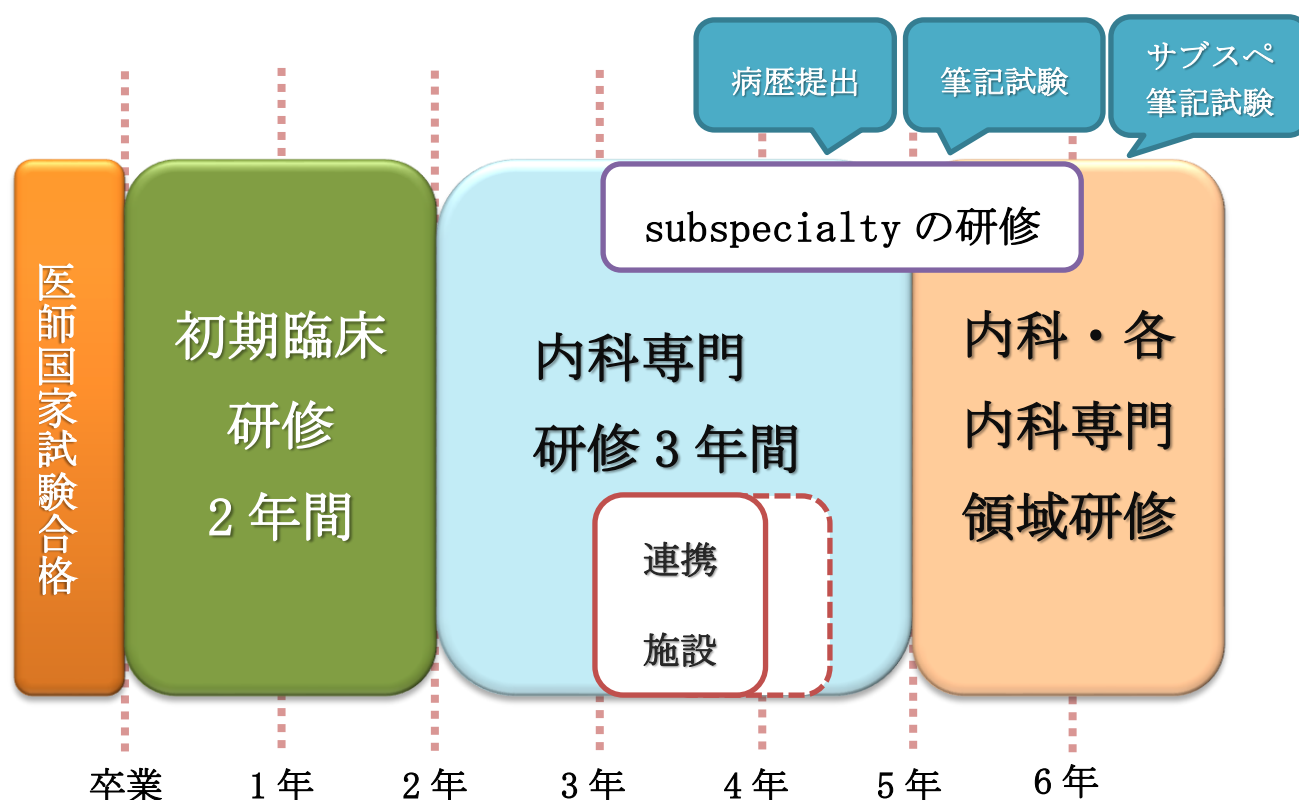 病歴提出
筆記試験
サブスペ
筆記試験
subspecialty の研修
医師国家試験合格
初期臨床
研修
2 年間
内科専門
研修 3 年間
連携
施設
内科・各
内科専門
領域研修
卒業
1 年
2 年
3 年
4 年
5 年
6 年